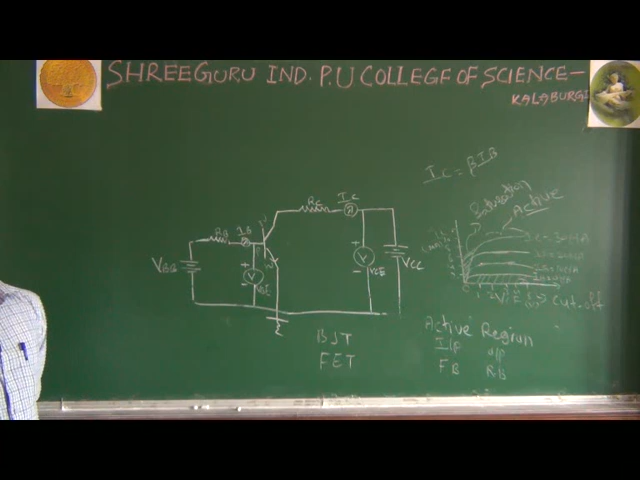 SHREEGURU IND. P.U COLLEGE OF SCIENCE—
KALABURGI
Ic = βIB
Saturation
Active
Rc
Ic
A
RB
IB
VBB
V
VBE
V
VCE
VCC
VCE
Cut-off
BJT
FET
Active Region
I/P
O/P
FB
RB